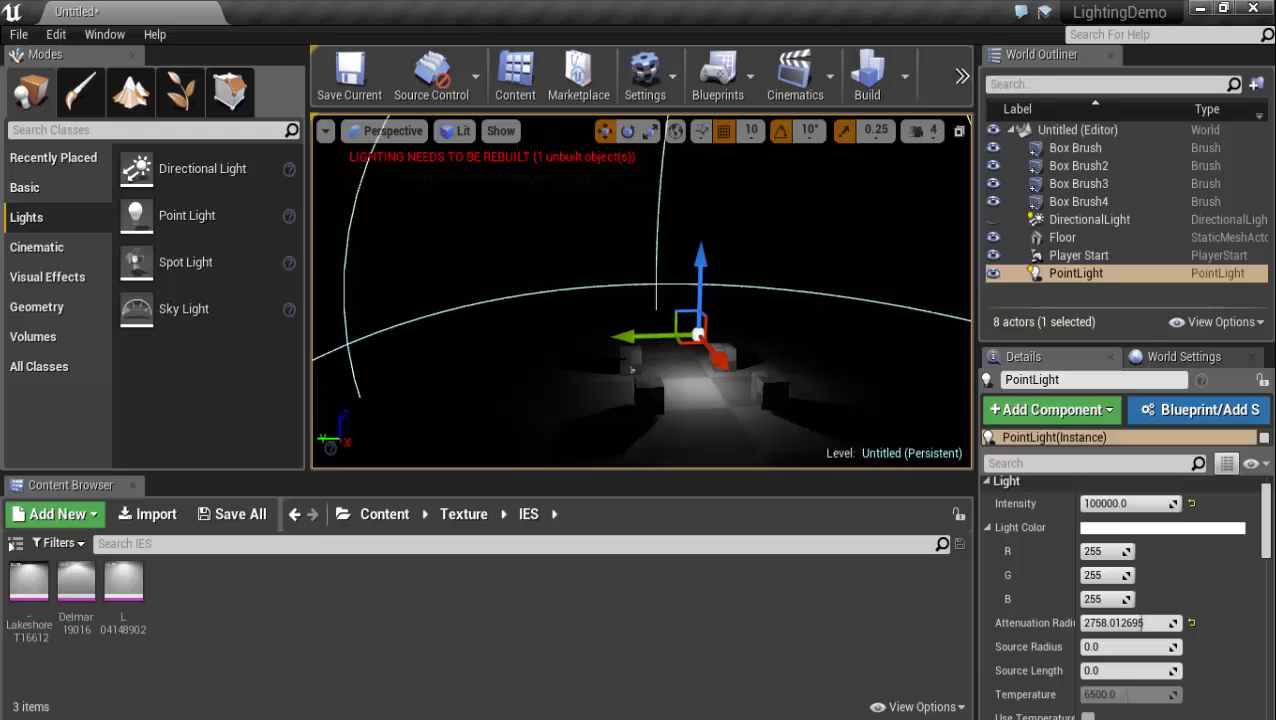 Untitled*
LightingDemo
File Edit Window Help
Search For Help
Modes
Search Classes
Recently Placed
Basic
Lights
Cinematic
Visual Effects
Geometry
Volumes
All Classes
Directional Light
Point Light
Spot Light
Sky Light
Save Current Source Control Content Marketplace Settings Blueprints Cinematics Build
Perspective Lit Show 10 10° 0.25 4
LIGHTING NEEDS TO BE REBUILT (1 unbuilt object(s))
Z
Y X
Level: Untitled (Persistent)
World Outliner
Search...
Label Type
Untitled (Editor) World
Box Brush Brush
Box Brush2 Brush
Box Brush3 Brush
Box Brush4 Brush
DirectionalLight DirectionalLigh
Floor StaticMeshActo
Player Start PlayerStart
PointLight PointLight
8 actors (1 selected) View Options
Details World Settings
PointLight
Add Component Blueprint/Add S
PointLight(Instance)
Search
Light
Intensity 100000.0
Light Color
R 255
G 255
B 255
Attenuation Radi 2758.012695
Source Radius 0.0
Source Length 0.0
Temperature 6500.0
Use Temperature
Content Browser
Add New Import Save All Content Texture IES
Filters Search IES
-
Lakeshore
T16612
Delmar
19016
L
04148902
3 items View Options